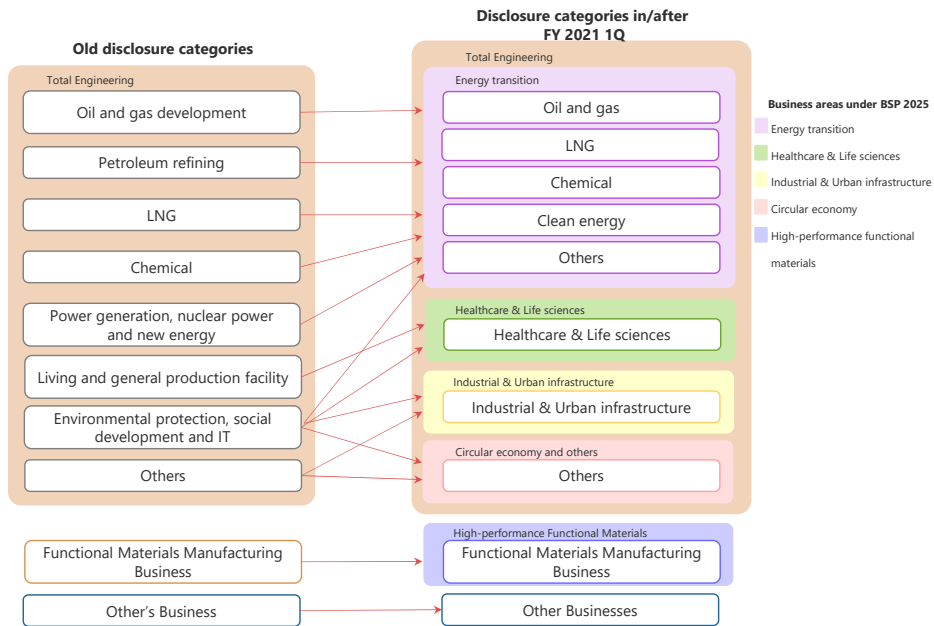 Old disclosure categories
Total Engineering
Oil and gas development
Petroleum refining
LNG
Chemical
Power generation, nuclear power
and new energy
Living and general production facility
Environmental protection, social
development and IT
Others
Functional Materials Manufacturing
Business
Other's Business
Disclosure categories in/after
FY 2021 1Q
Total Engineering
Energy transition
Oil and gas
LNG
Chemical
Clean energy
Others
Healthcare & Life sciences
Healthcare & Life sciences
Industrial & Urban infrastructure
Industrial & Urban infrastructure
Circular economy and others
Others
High-performance Functional Materials
Functional Materials Manufacturing
Business
Other Businesses
Business areas under BSP 2025
Energy transition
Healthcare & Life sciences
Industrial & Urban infrastructure
Circular economy
High-performance functional
materials